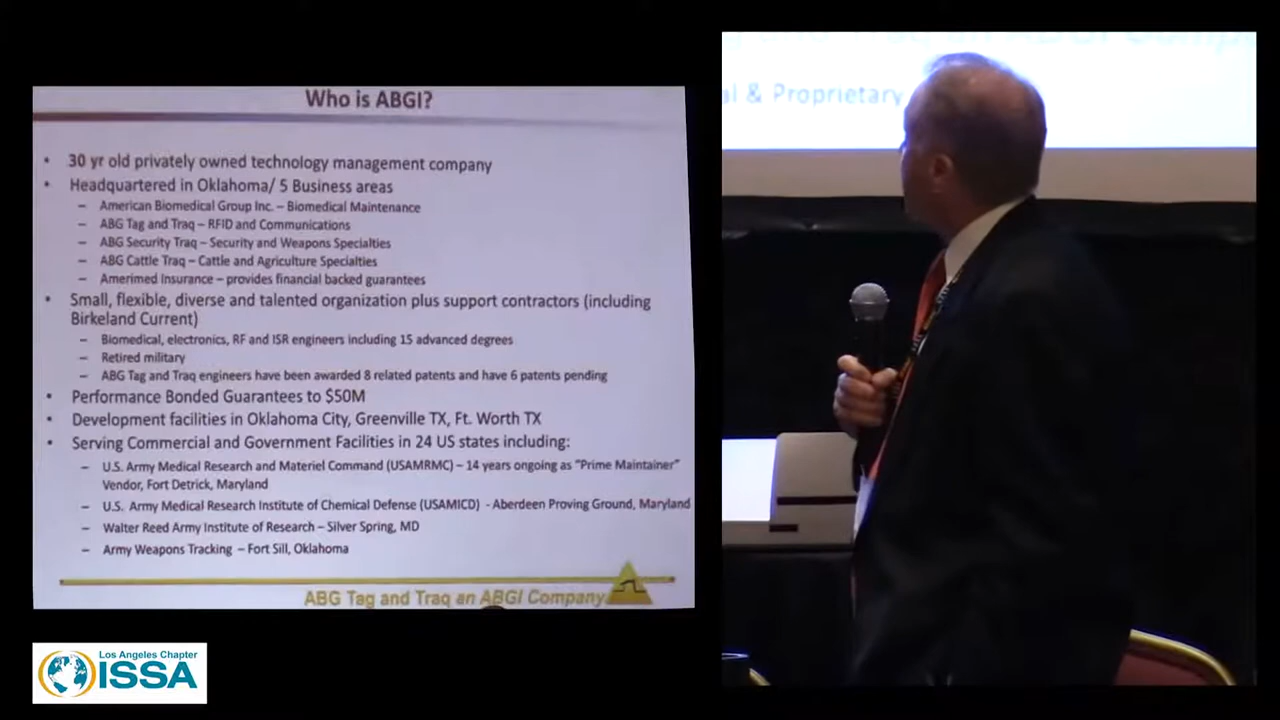 Who is ABGI?
• 30 yr old privately owned technology management company
• Headquartered in Oklahoma/ 5 Business areas
– American Biomedical Group Inc. – Biomedical Maintenance
– ABG Tag and Traq – RFID and Communications
– ABG Security Traq – Security and Weapons Specialties
– ABG Cattle Traq – Cattle and Agriculture Specialties
– Amerimed Insurance – provides financial backed guarantees
• Small, flexible, diverse and talented organization plus support contractors (including
Birkeland Current)
– Biomedical, electronics, RF and ISR engineers including 15 advanced degrees
– Retired military
– ABG Tag and Traq engineers have been awarded 8 related patents and have 6 patents pending
• Performance Bonded Guarantees to $50M
• Development facilities in Oklahoma City, Greenville TX, Ft. Worth TX
• Serving Commercial and Government Facilities in 24 US states including:
– U.S. Army Medical Research and Materiel Command (USAMRMC) – 14 years ongoing as "Prime Maintainer"
Vendor, Fort Detrick, Maryland
– U.S. Army Medical Research Institute of Chemical Defense (USAMICD) - Aberdeen Proving Ground, Maryland
– Walter Reed Army Institute of Research – Silver Spring, MD
– Army Weapons Tracking – Fort Sill, Oklahoma
ABG Tag and Traq an ABGI Company
al & Proprietary
Los Angeles Chapter
ISSA